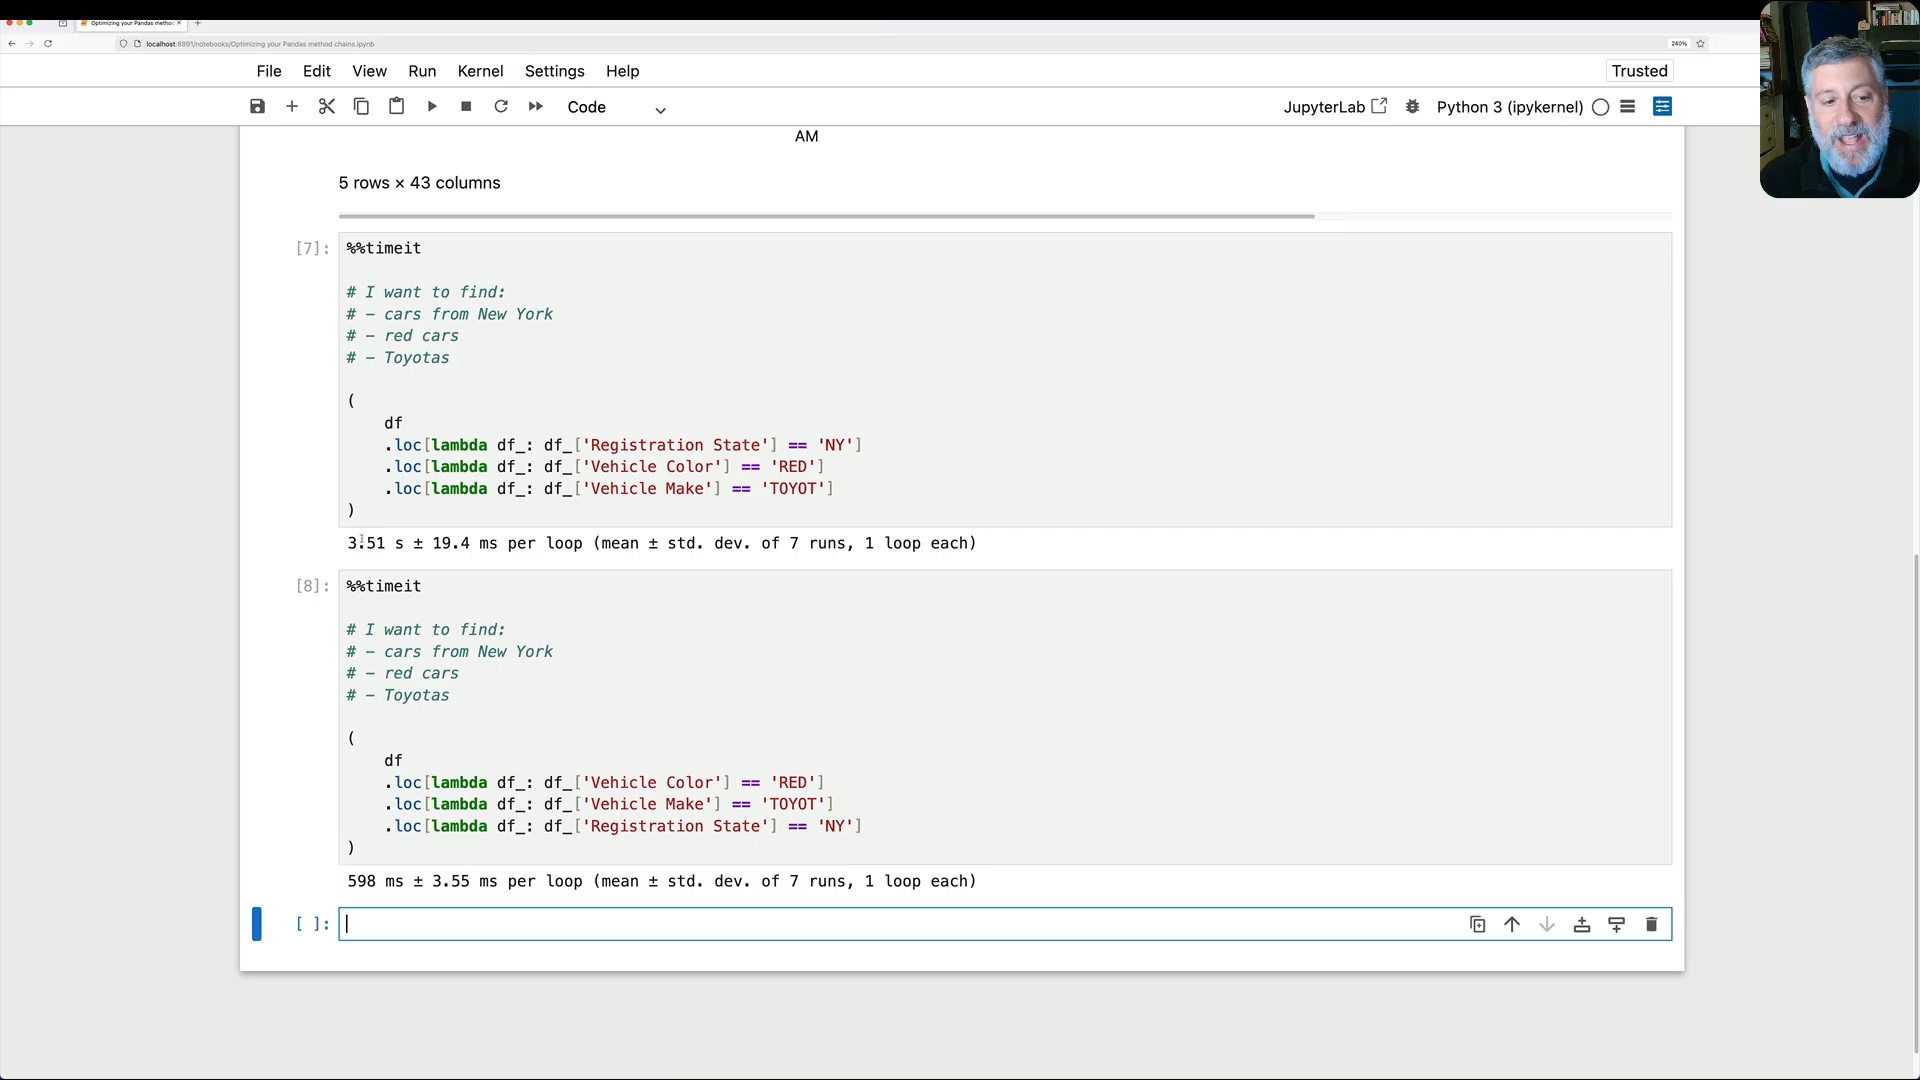 Optimizing your Pandas metho
localhost:8891/notebooks/Optimizing your Pandas method chains.ipynb
240%
File Edit View Run Kernel Settings Help
Trusted
Code
JupyterLab
Python 3 (ipykernel)
AM
5 rows × 43 columns
[7]:
%%timeit
# I want to find:
# - cars from New York
# - red cars
# - Toyotas
(
df
.loc[lambda df_: df_['Registration State'] == 'NY']
.loc[lambda df_: df_['Vehicle Color'] == 'RED']
.loc[lambda df_: df_['Vehicle Make'] == 'TOYOT']
)
3.51 s ± 19.4 ms per loop (mean ± std. dev. of 7 runs, 1 loop each)
[8]:
%%timeit
# I want to find:
# - cars from New York
# - red cars
# - Toyotas
(
df
.loc[lambda df_: df_['Vehicle Color'] == 'RED']
.loc[lambda df_: df_['Vehicle Make'] == 'TOYOT']
.loc[lambda df_: df_['Registration State'] == 'NY']
)
598 ms ± 3.55 ms per loop (mean ± std. dev. of 7 runs, 1 loop each)
[ ]: